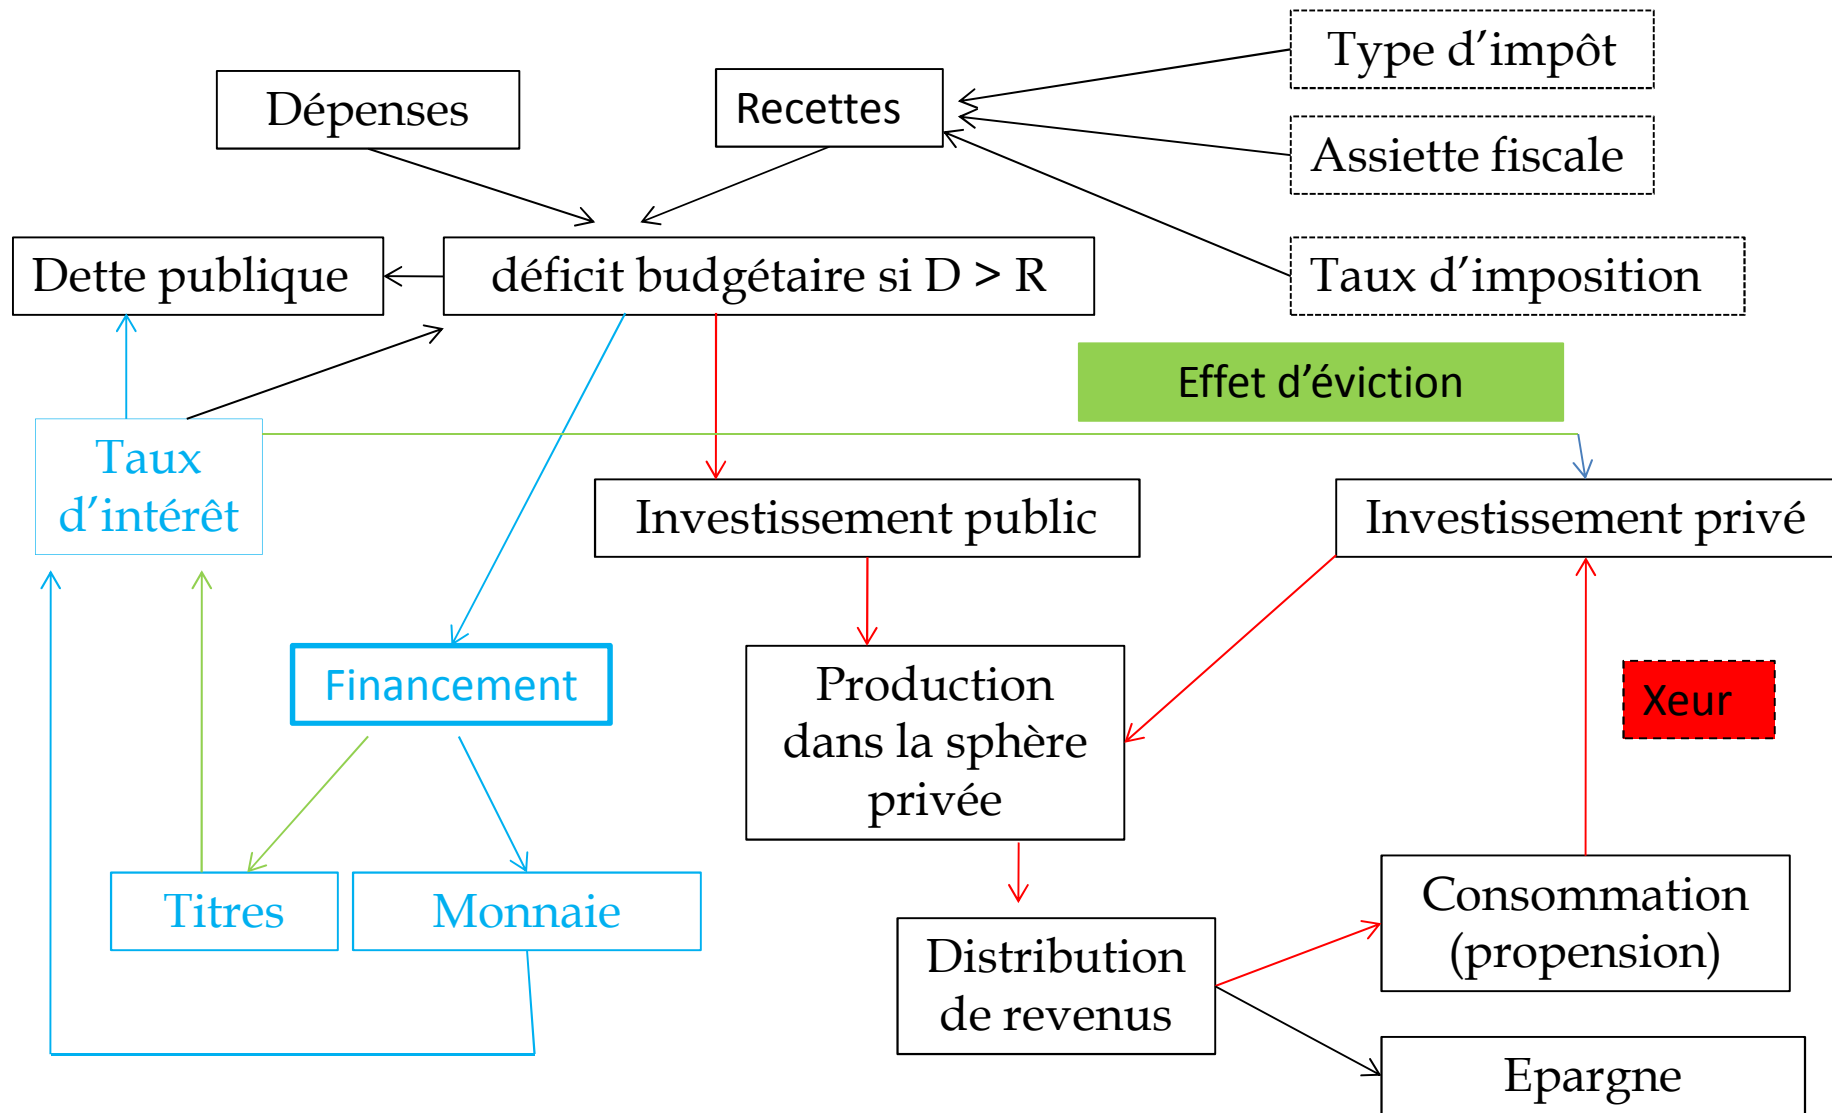 Type d’impôt
Dépenses
Recettes
Assiette fiscale
Dette publique
déficit budgétaire si D > R
Taux d’imposition
Effet d’éviction
Taux
d’intérêt
Investissement public
Investissement privé
Financement
Production
dans la sphère
privée
Xeur
Titres
Monnaie
Consommation
(propension)
Distribution
de revenus
Epargne